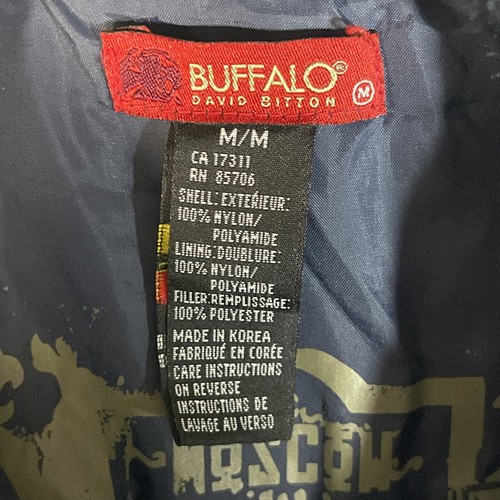 BUFFALO®
DAVID BITTON
M
M/M
CA 17311
RN 85706
SHELL: EXTÉRIEUR:
100% NYLON/
POLYAMIDE
LINING: DOUBLURE:
100% NYLON/
POLYAMIDE
FILLER: REMPLISSAGE:
100% POLYESTER
MADE IN KOREA
FABRIQUÉ EN CORÉE
CARE INSTRUCTIONS
ON REVERSE
INSTRUCTIONS DE
LAVAGE AU VERSO
MOSCOW